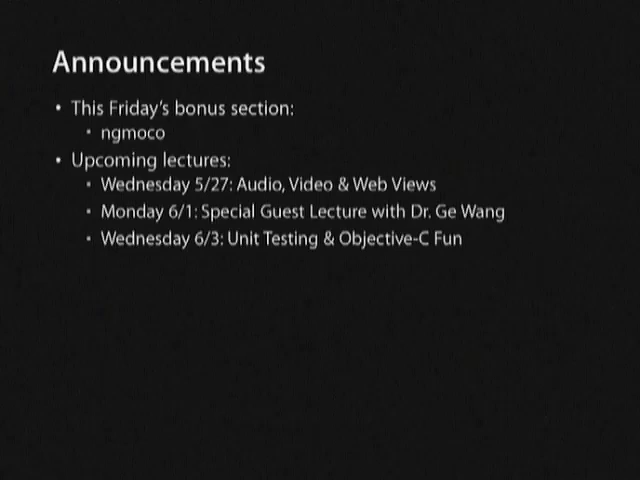 Announcements
• This Friday's bonus section:
• ngmoco
• Upcoming lectures:
• Wednesday 5/27: Audio, Video & Web Views
• Monday 6/1: Special Guest Lecture with Dr. Ge Wang
• Wednesday 6/3: Unit Testing & Objective-C Fun